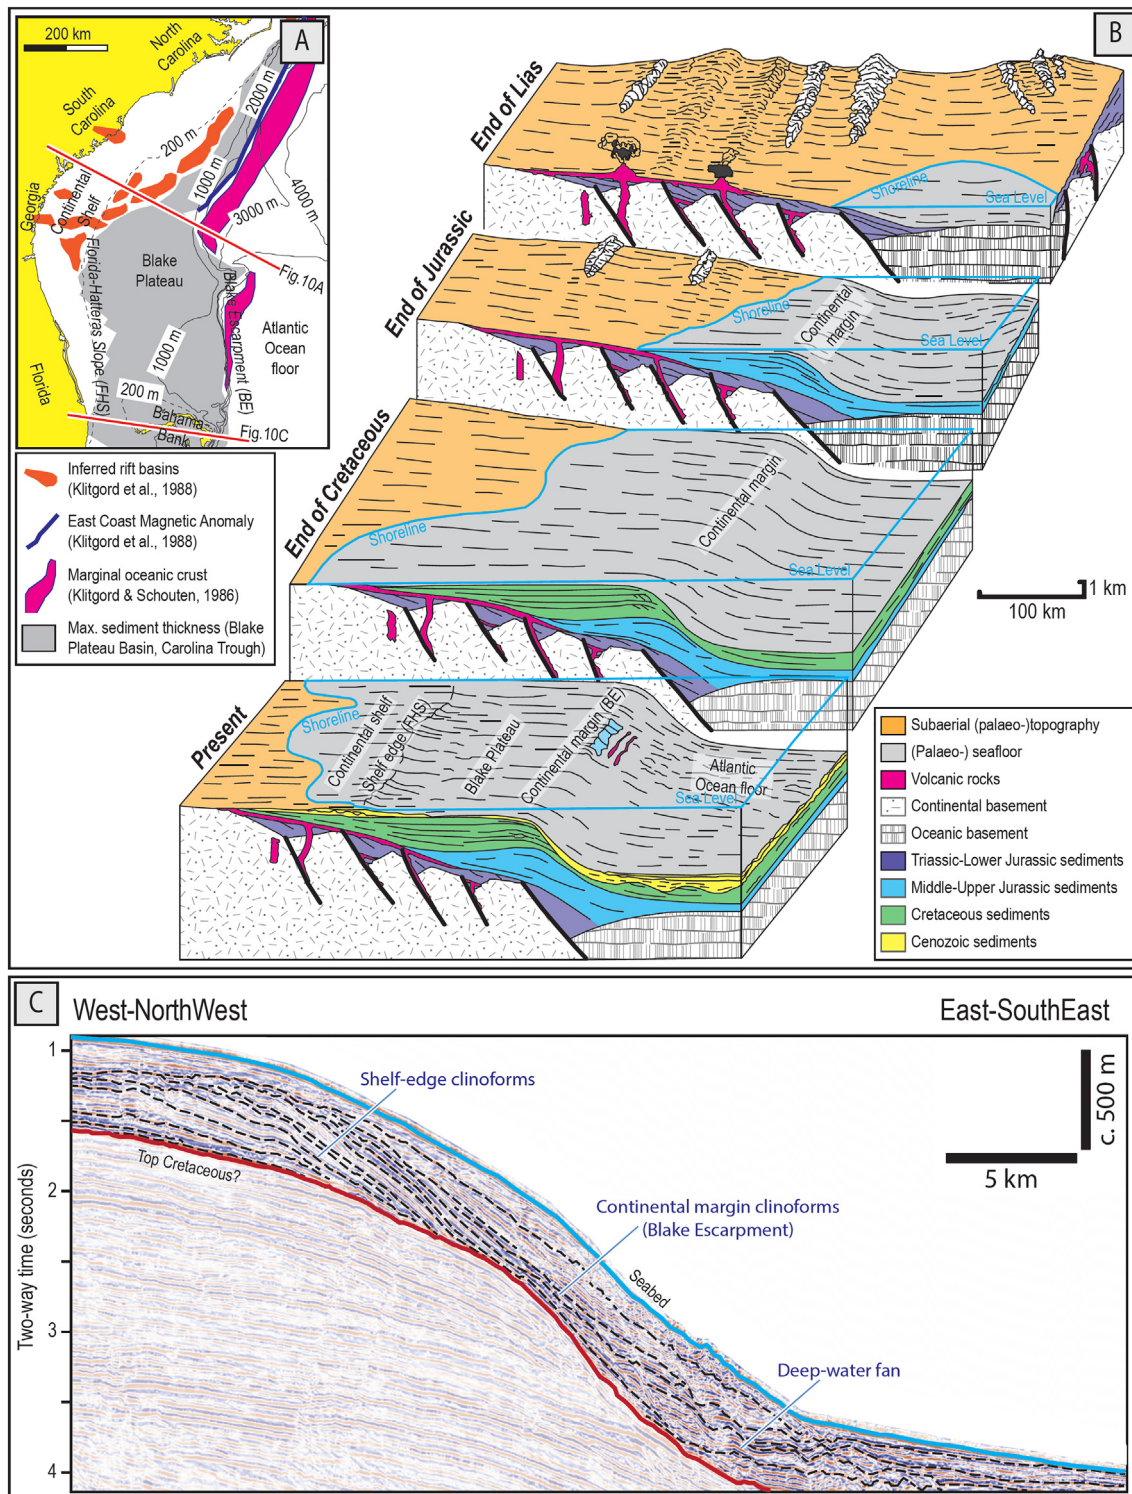 A
200 km
North
Carolina
South
Carolina
Georgia
Continental
Shelf
200 m
1000 m
2000 m
3000 m
4000 m
Blake
Plateau
Fig.10A
Florida-Hatteras Slope (FHS)
Blake Escarpment (BE)
Atlantic
Ocean
floor
1000 m
200 m
Florida
Bahama
Bank
Fig.10C
Inferred rift basins
(Klitgord et al., 1988)
East Coast Magnetic Anomaly
(Klitgord et al., 1988)
Marginal oceanic crust
(Klitgord & Schouten, 1986)
Max. sediment thickness (Blake
Plateau Basin, Carolina Trough)
B
End of Lias
Shoreline
Sea Level
End of Jurassic
Shoreline
Continental
margin
Sea Level
End of Cretaceous
Shoreline
Continental margin
Sea Level
1 km
100 km
Present
Shoreline
Continental shelf
Shelf edge (FHS)
Blake Plateau
Continental margin (BE)
Atlantic
Ocean floor
Sea Level
Subaerial (palaeo-)topography
(Palaeo-) seafloor
Volcanic rocks
Continental basement
Oceanic basement
Triassic-Lower Jurassic sediments
Middle-Upper Jurassic sediments
Cretaceous sediments
Cenozoic sediments
C
West-NorthWest
East-SouthEast
Two-way time (seconds)
1
2
3
4
Shelf-edge clinoforms
Top Cretaceous?
Continental margin clinoforms
(Blake Escarpment)
Seabed
Deep-water fan
c. 500 m
5 km